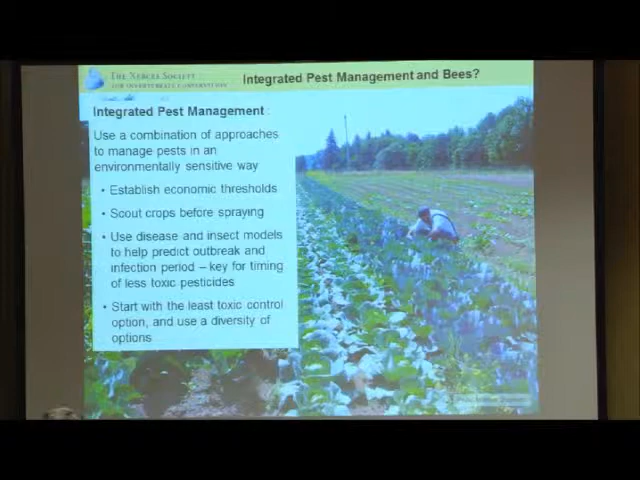 THE XERCES SOCIETY
FOR INVERTEBRATE CONSERVATION
Integrated Pest Management and Bees?
Integrated Pest Management:
Use a combination of approaches
to manage pests in an
environmentally sensitive way
• Establish economic thresholds
• Scout crops before spraying
• Use disease and insect models
to help predict outbreak and
infection period – key for timing
of less toxic pesticides
• Start with the least toxic control
option, and use a diversity of
options